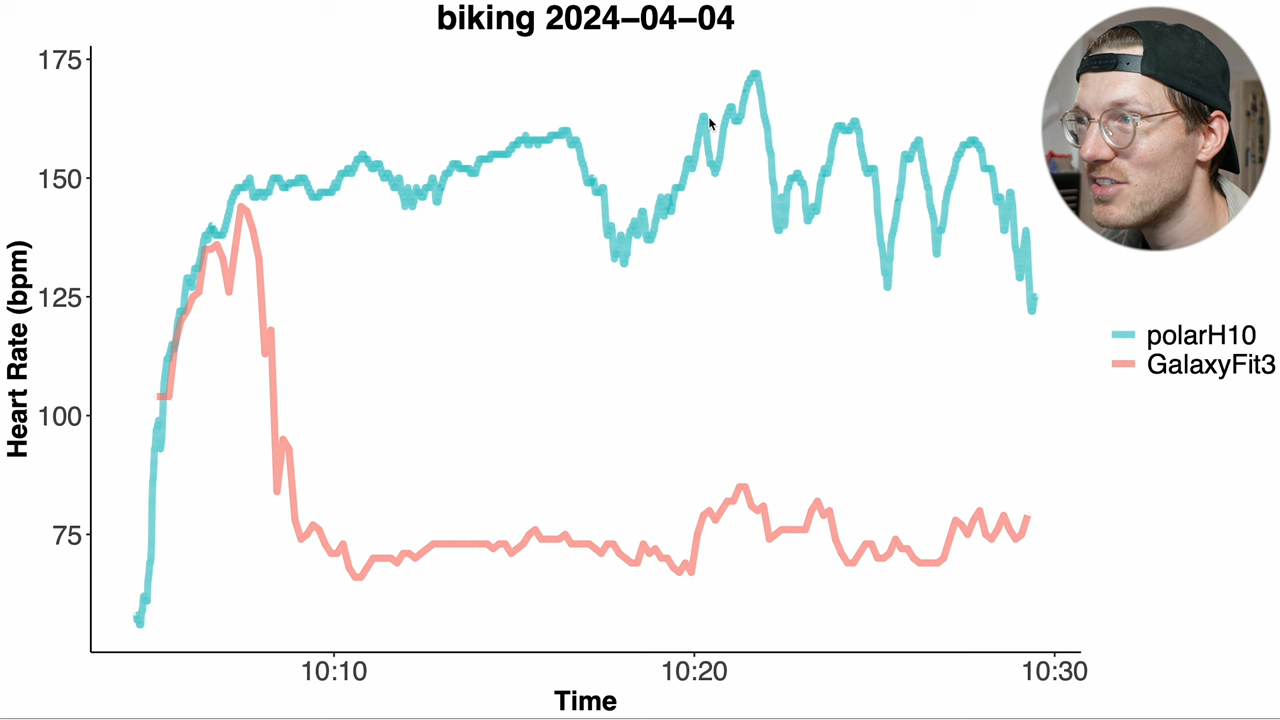 biking 2024–04–04
175
150
125
100
75
Heart Rate (bpm)
10:10
10:20
10:30
Time
polarH10
GalaxyFit3